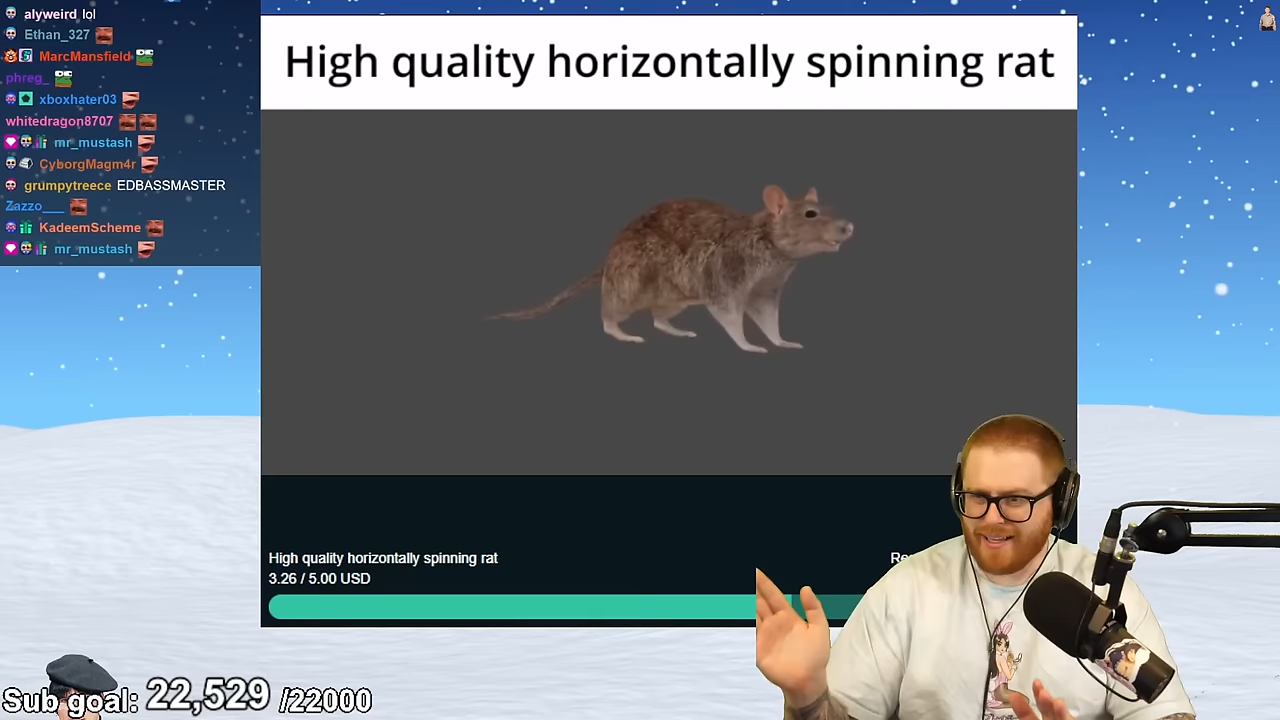 alyweird lol
Ethan_327
MarcMansfield
phreg_
xboxhater03
whitedragon8707
mr_mustash
CyborgMagm4r
grumpytreece EDBASSMASTER
Zazzo___
KadeemScheme
mr_mustash
High quality horizontally spinning rat
High quality horizontally spinning rat
3.26 / 5.00 USD
Sub goal: 22,529 /22000